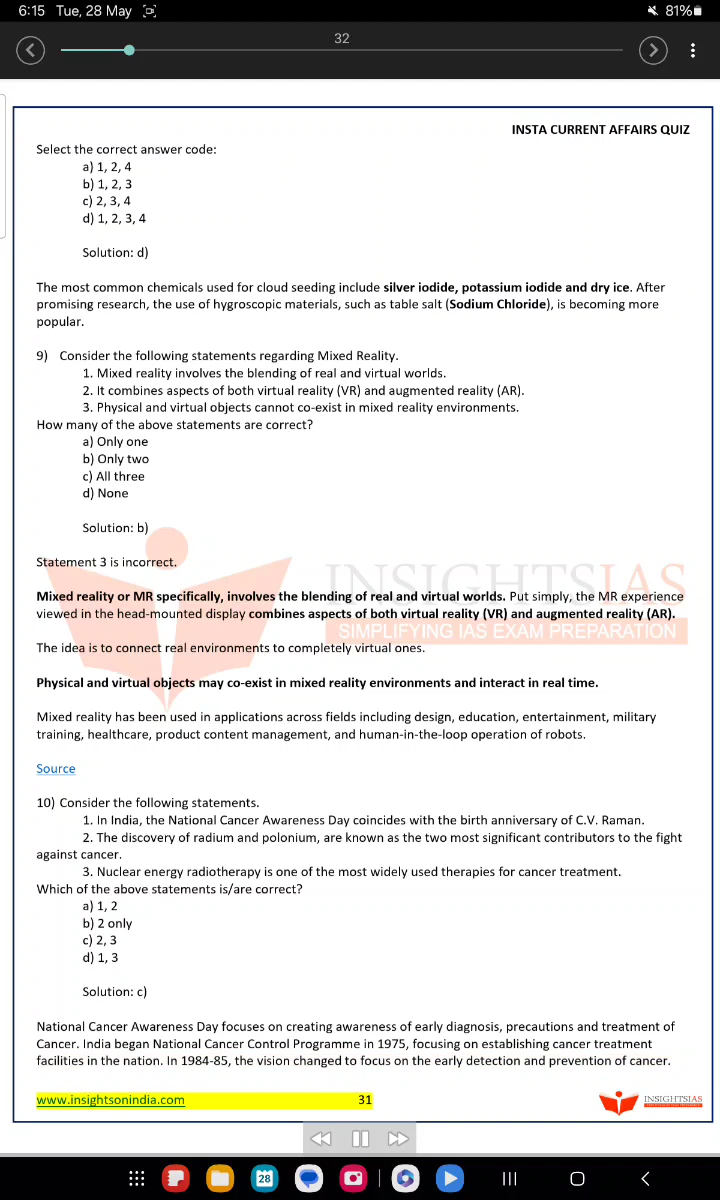 6:15 Tue, 28 May 81%
32
INSTA CURRENT AFFAIRS QUIZ
Select the correct answer code:
a) 1, 2, 4
b) 1, 2, 3
c) 2, 3, 4
d) 1, 2, 3, 4
Solution: d)
The most common chemicals used for cloud seeding include silver iodide, potassium iodide and dry ice. After
promising research, the use of hygroscopic materials, such as table salt (Sodium Chloride), is becoming more
popular.
9) Consider the following statements regarding Mixed Reality.
1. Mixed reality involves the blending of real and virtual worlds.
2. It combines aspects of both virtual reality (VR) and augmented reality (AR).
3. Physical and virtual objects cannot co-exist in mixed reality environments.
How many of the above statements are correct?
a) Only one
b) Only two
c) All three
d) None
Solution: b)
Statement 3 is incorrect.
INSIGHTSIAS
Mixed reality or MR specifically, involves the blending of real and virtual worlds. Put simply, the MR experience
viewed in the head-mounted display combines aspects of both virtual reality (VR) and augmented reality (AR).
SIMPLIFYING IAS EXAM PREPARATION
The idea is to connect real environments to completely virtual ones.
Physical and virtual objects may co-exist in mixed reality environments and interact in real time.
Mixed reality has been used in applications across fields including design, education, entertainment, military
training, healthcare, product content management, and human-in-the-loop operation of robots.
Source
10) Consider the following statements.
1. In India, the National Cancer Awareness Day coincides with the birth anniversary of C.V. Raman.
2. The discovery of radium and polonium, are known as the two most significant contributors to the fight
against cancer.
3. Nuclear energy radiotherapy is one of the most widely used therapies for cancer treatment.
Which of the above statements is/are correct?
a) 1, 2
b) 2 only
c) 2, 3
d) 1, 3
Solution: c)
National Cancer Awareness Day focuses on creating awareness of early diagnosis, precautions and treatment of
Cancer. India began National Cancer Control Programme in 1975, focusing on establishing cancer treatment
facilities in the nation. In 1984-85, the vision changed to focus on the early detection and prevention of cancer.
www.insightsonindia.com 31 INSIGHTSIAS
28